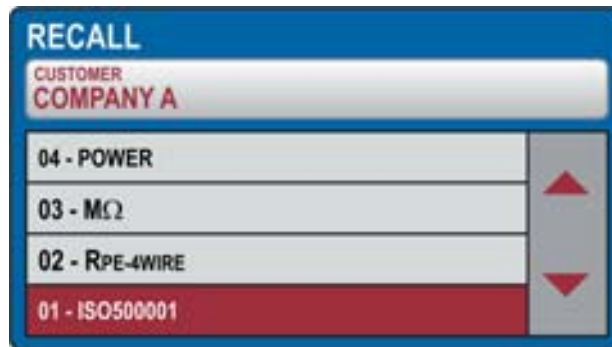 RECALL
CUSTOMER
COMPANY A
04 - POWER
03 - MΩ
02 - RPE-4WIRE
01 - ISO500001